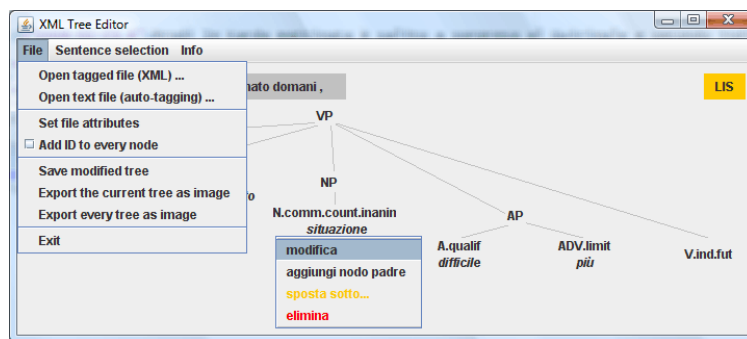 XML Tree Editor
File Sentence selection Info
Open tagged file (XML) ...
Open text file (auto-tagging) ...
Set file attributes
Add ID to every node
Save modified tree
Export the current tree as image
Export every tree as image
Exit
domani ,
LIS
VP
NP
N.comm.count.inanin
situazione
AP
A.qualif
difficile
ADV.limit
più
V.ind.fut
modifica
aggiungi nodo padre
sposta sotto...
elimina